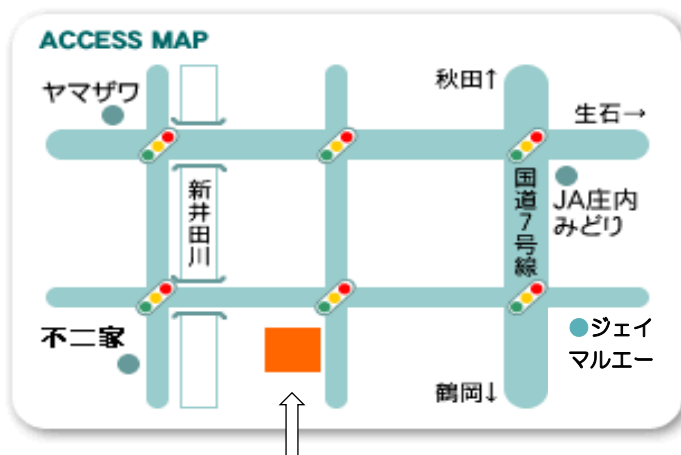 ACCESS MAP
秋田↑
ヤマザワ
生石→
新井田川
国道7号線
JA庄内
みどり
不二家
ジェイ
マルエー
鶴岡↓